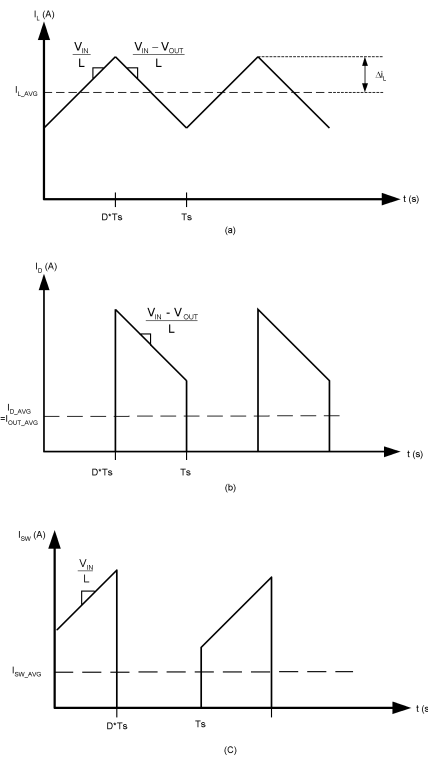 I_L (A)
V_IN / L
V_IN – V_OUT / L
Δi_L
I_L_AVG
t (s)
D*Ts
Ts
(a)
I_D (A)
V_IN - V_OUT / L
I_D_AVG
=I_OUT_AVG
t (s)
D*Ts
Ts
(b)
I_SW (A)
V_IN / L
I_SW_AVG
t (s
D*Ts
Ts
(C)